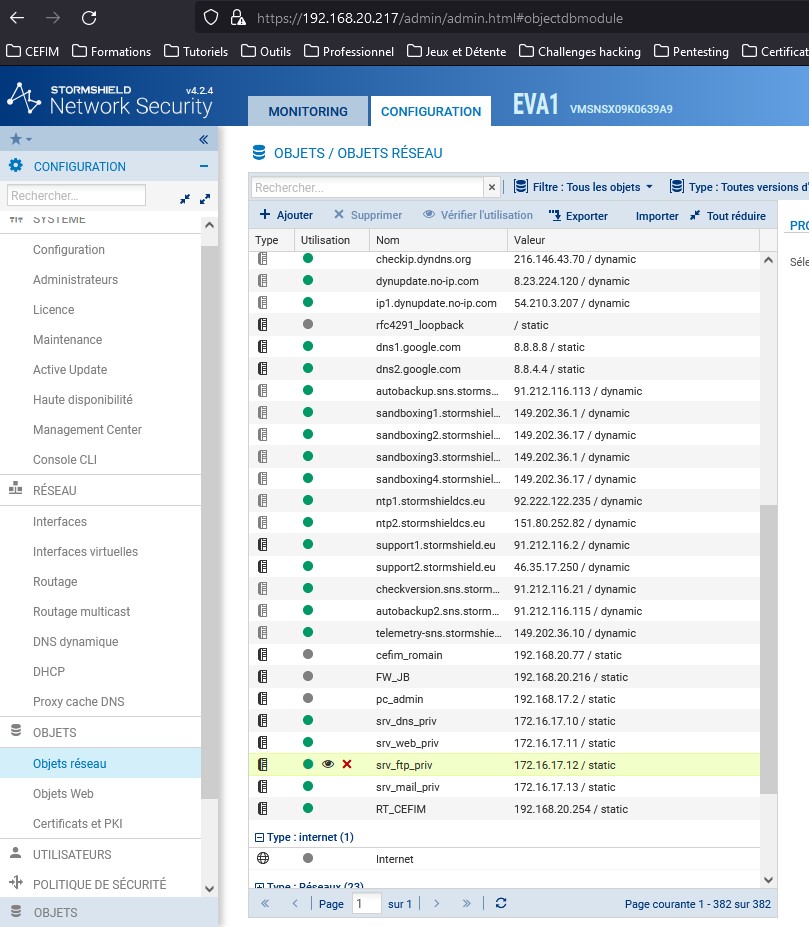 https://192.168.20.217/admin/admin.html#objectdbmodule
CEFIM Formations Tutoriels Outils Professionnel Jeux et Détente Challenges hacking Pentesting Certificat
STORMSHIELD v4.2.4
Network Security
MONITORING CONFIGURATION EVA1 VMSNSX09K0639A9
CONFIGURATION
Rechercher...
SYSTÈME
Configuration
Administrateurs
Licence
Maintenance
Active Update
Haute disponibilité
Management Center
Console CLI
RÉSEAU
Interfaces
Interfaces virtuelles
Routage
Routage multicast
DNS dynamique
DHCP
Proxy cache DNS
OBJETS
Objets réseau
Objets Web
Certificats et PKI
UTILISATEURS
POLITIQUE DE SÉCURITÉ
OBJETS
OBJETS / OBJETS RÉSEAU
Rechercher... Filtre : Tous les objets Type : Toutes versions d'
Ajouter Supprimer Vérifier l'utilisation Exporter Importer Tout réduire
PRO
Séle
Type Utilisation Nom Valeur
checkip.dyndns.org 216.146.43.70 / dynamic
dynupdate.no-ip.com 8.23.224.120 / dynamic
ip1.dynupdate.no-ip.com 54.210.3.207 / dynamic
rfc4291_loopback / static
dns1.google.com 8.8.8.8 / static
dns2.google.com 8.8.4.4 / static
autobackup.sns.storms... 91.212.116.113 / dynamic
sandboxing1.stormshiel... 149.202.36.1 / dynamic
sandboxing2.stormshiel... 149.202.36.17 / dynamic
sandboxing3.stormshiel... 149.202.36.1 / dynamic
sandboxing4.stormshiel... 149.202.36.17 / dynamic
ntp1.stormshieldcs.eu 92.222.122.235 / dynamic
ntp2.stormshieldcs.eu 151.80.252.82 / dynamic
support1.stormshield.eu 91.212.116.2 / dynamic
support2.stormshield.eu 46.35.17.250 / dynamic
checkversion.sns.storm... 91.212.116.21 / dynamic
autobackup2.sns.storm... 91.212.116.115 / dynamic
telemetry-sns.stormshie... 149.202.36.10 / dynamic
cefim_romain 192.168.20.77 / static
FW_JB 192.168.20.216 / static
pc_admin 192.168.17.2 / static
srv_dns_priv 172.16.17.10 / static
srv_web_priv 172.16.17.11 / static
srv_ftp_priv 172.16.17.12 / static
srv_mail_priv 172.16.17.13 / static
RT_CEFIM 192.168.20.254 / static
Type : internet (1)
Internet
Type : Réseaux (23)
Page 1 sur 1 Page courante 1 - 382 sur 382